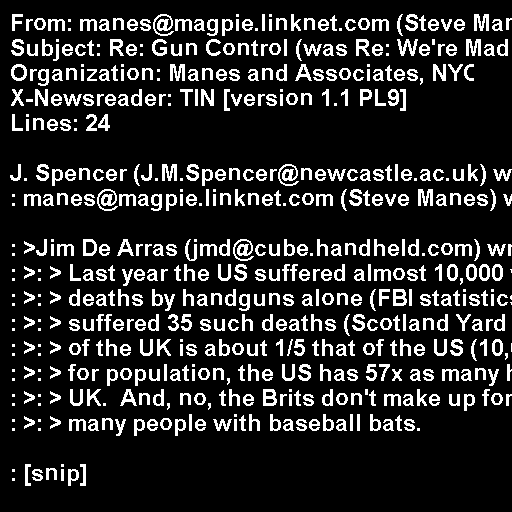 From: manes@magpie.linknet.com (Steve Man
Subject: Re: Gun Control (was Re: We're Mad
Organization: Manes and Associates, NYC
X-Newsreader: TIN [version 1.1 PL9]
Lines: 24

J. Spencer (J.M.Spencer@newcastle.ac.uk) w
: manes@magpie.linknet.com (Steve Manes) w

: >Jim De Arras (jmd@cube.handheld.com) wr
: >: > Last year the US suffered almost 10,000
: >: > deaths by handguns alone (FBI statistics
: >: > suffered 35 such deaths (Scotland Yard
: >: > of the UK is about 1/5 that of the US (10,
: >: > for population, the US has 57x as many h
: >: > UK.  And, no, the Brits don't make up for
: >: > many people with baseball bats.

: [snip]